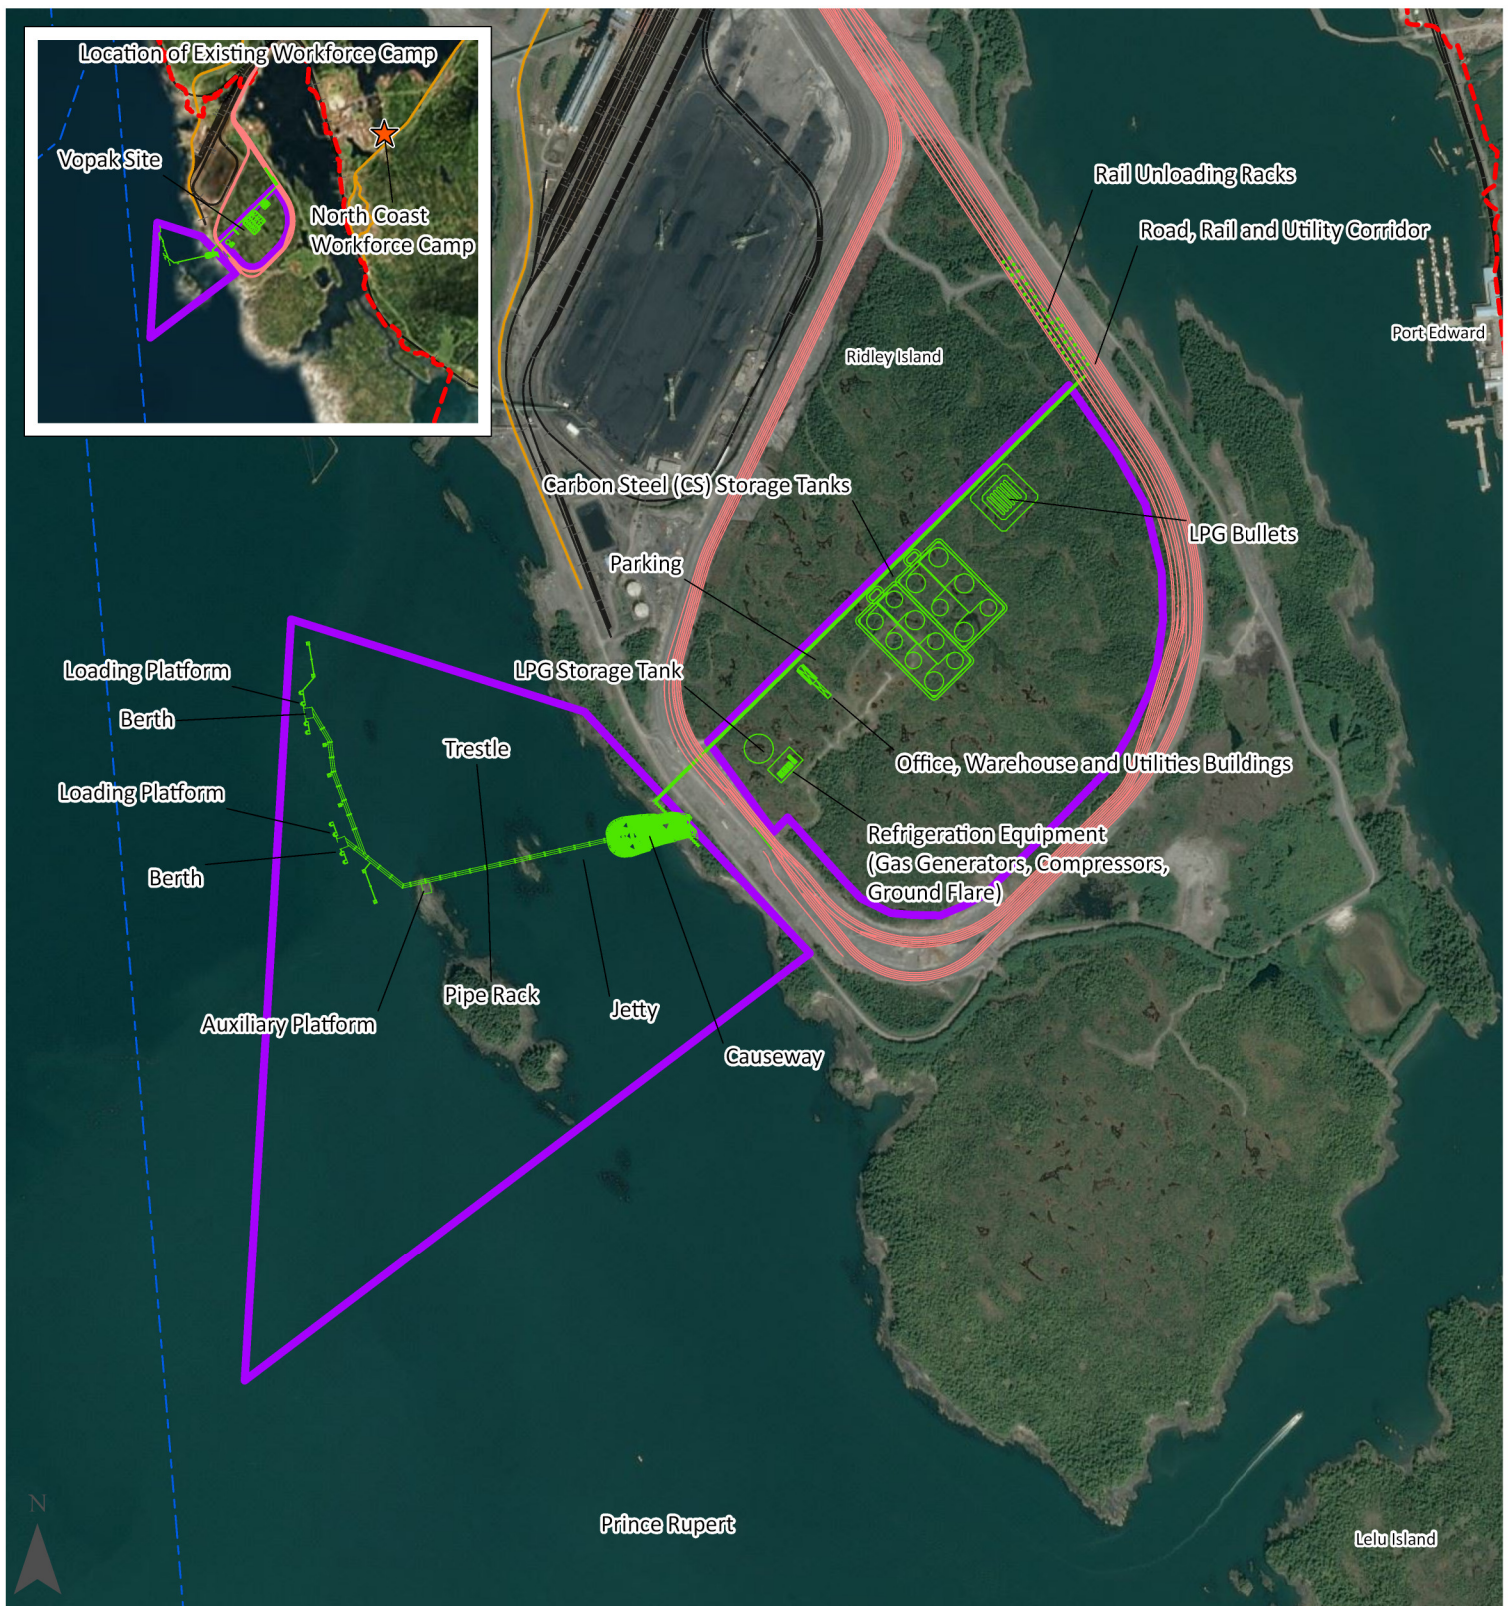 Location of Existing Workforce Camp
Vopak Site
North Coast
Workforce Camp
Rail Unloading Racks
Road, Rail and Utility Corridor
Port Edward
Ridley Island
Carbon Steel (CS) Storage Tanks
LPG Bullets
Parking
LPG Storage Tank
Loading Platform
Berth
Trestle
Office, Warehouse and Utilities Buildings
Loading Platform
Refrigeration Equipment
(Gas Generators, Compressors,
Ground Flare)
Berth
Pipe Rack
Jetty
Auxiliary Platform
Causeway
N
Prince Rupert
Lelu Island